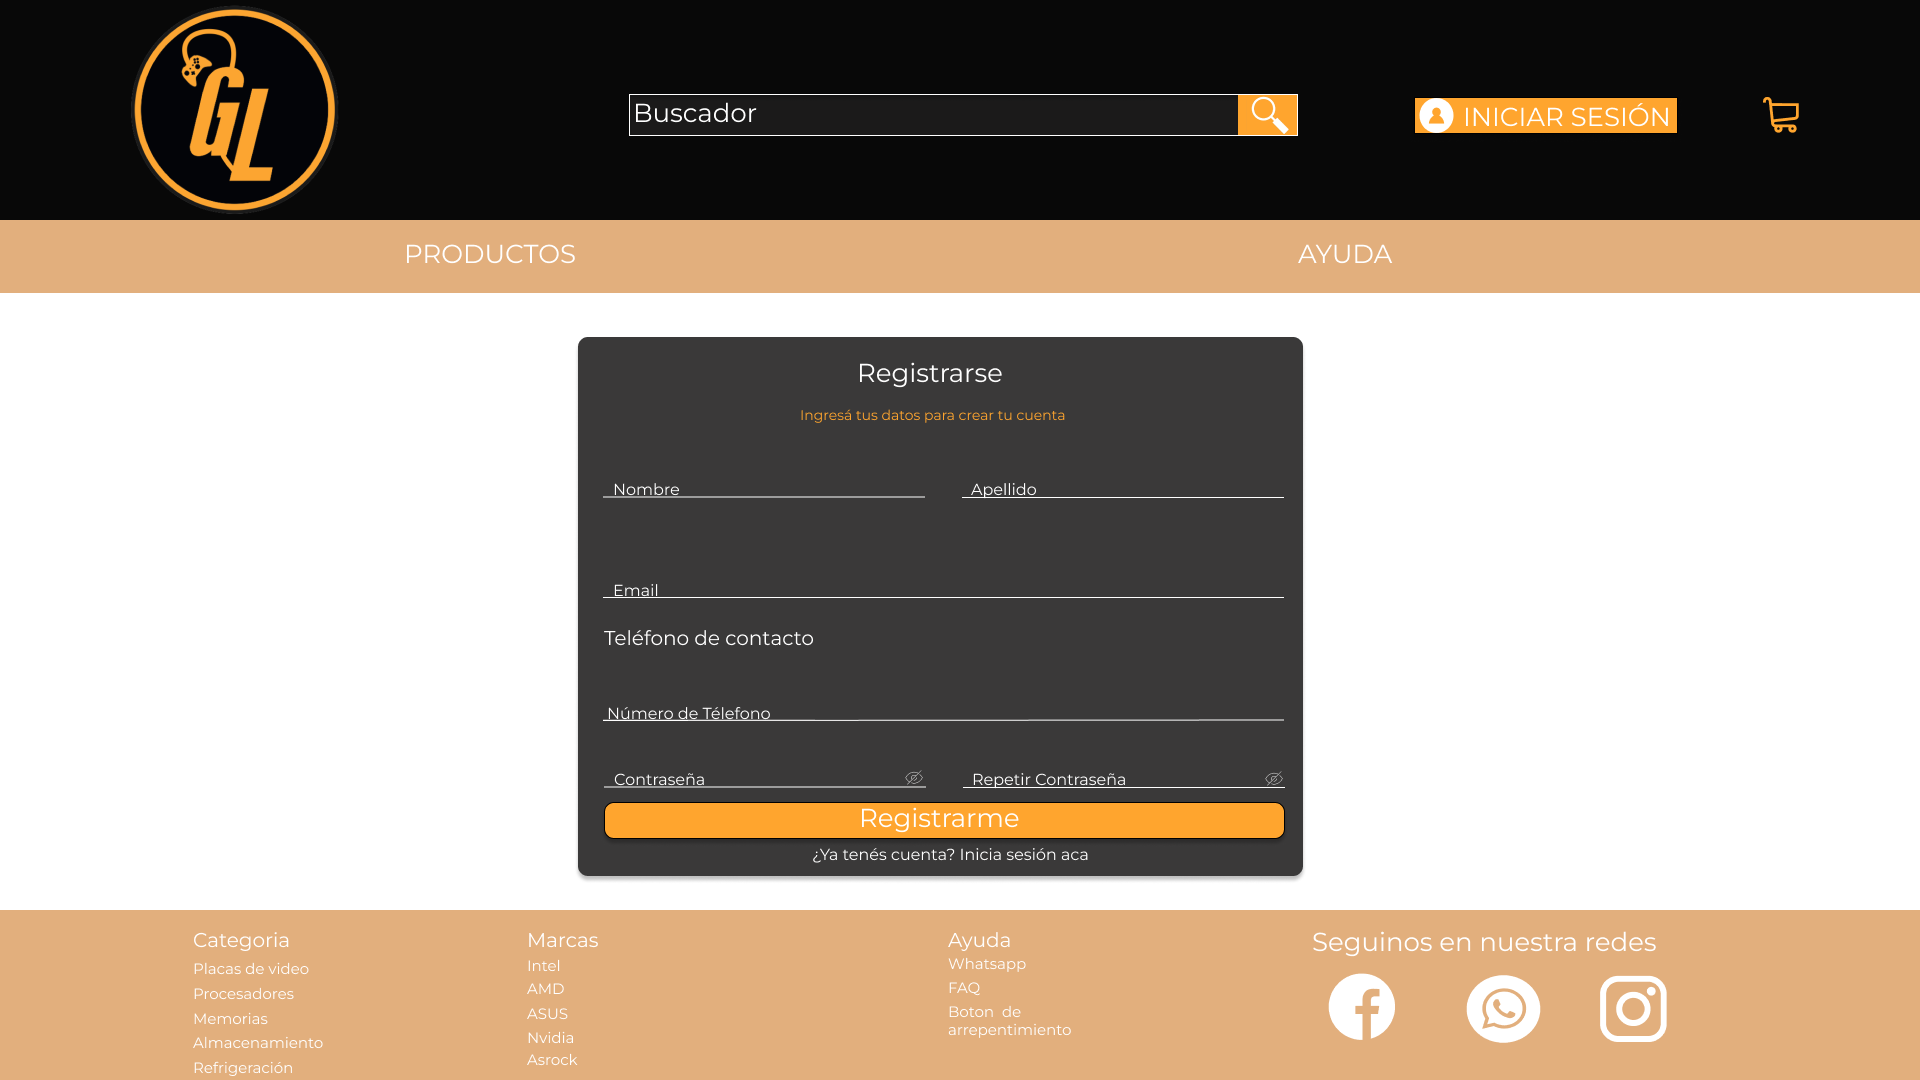 GL
Buscador
INICIAR SESIÓN
PRODUCTOS
AYUDA
Registrarse
Ingresá tus datos para crear tu cuenta
Nombre
Apellido
Email
Teléfono de contacto
Número de Télefono
Contraseña
Repetir Contraseña
Registrarme
¿Ya tenés cuenta? Inicia sesión aca
Categoria
Placas de video
Procesadores
Memorias
Almacenamiento
Refrigeración
Marcas
Intel
AMD
ASUS
Nvidia
Asrock
Ayuda
Whatsapp
FAQ
Boton de
arrepentimiento
Seguinos en nuestra redes